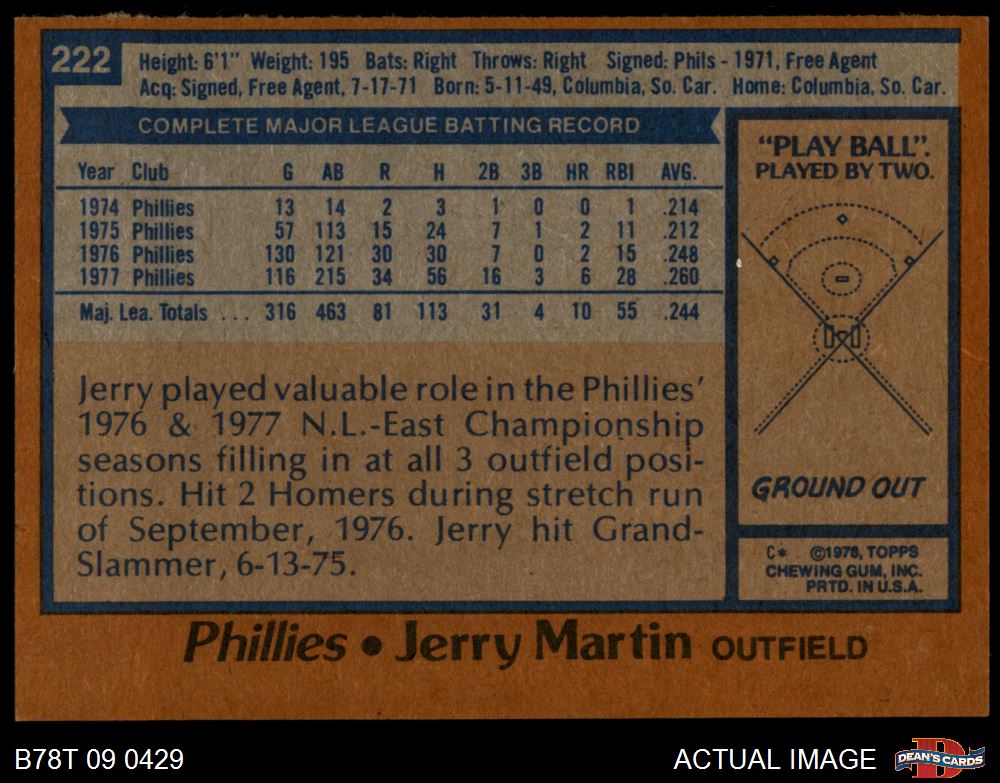 222
Height: 6'1" Weight: 195 Bats: Right Throws: Right Signed: Phils - 1971, Free Agent
Acq: Signed, Free Agent, 7-17-71 Born: 5-11-49, Columbia, So. Car. Home: Columbia, So. Car.
COMPLETE MAJOR LEAGUE BATTING RECORD
Year Club G AB R H 2B 3B HR RBI AVG.
1974 Phillies 13 14 2 3 1 0 0 1 .214
1975 Phillies 57 113 15 24 7 1 2 11 .212
1976 Phillies 130 121 30 30 7 0 2 15 .248
1977 Phillies 116 215 34 56 16 3 6 28 .260
Maj. Lea. Totals . . . 316 463 81 113 31 4 10 55 .244
Jerry played valuable role in the Phillies'
1976 & 1977 N.L.-East Championship
seasons filling in at all 3 outfield posi-
tions. Hit 2 Homers during stretch run
of September, 1976. Jerry hit Grand-
Slammer, 6-13-75.
"PLAY BALL".
PLAYED BY TWO.
GROUND OUT
C* ©1978, TOPPS
CHEWING GUM, INC.
PRTD. IN U.S.A.
Phillies • Jerry Martin OUTFIELD
B78T 09 0429
ACTUAL IMAGE
D
DEAN'S CARDS